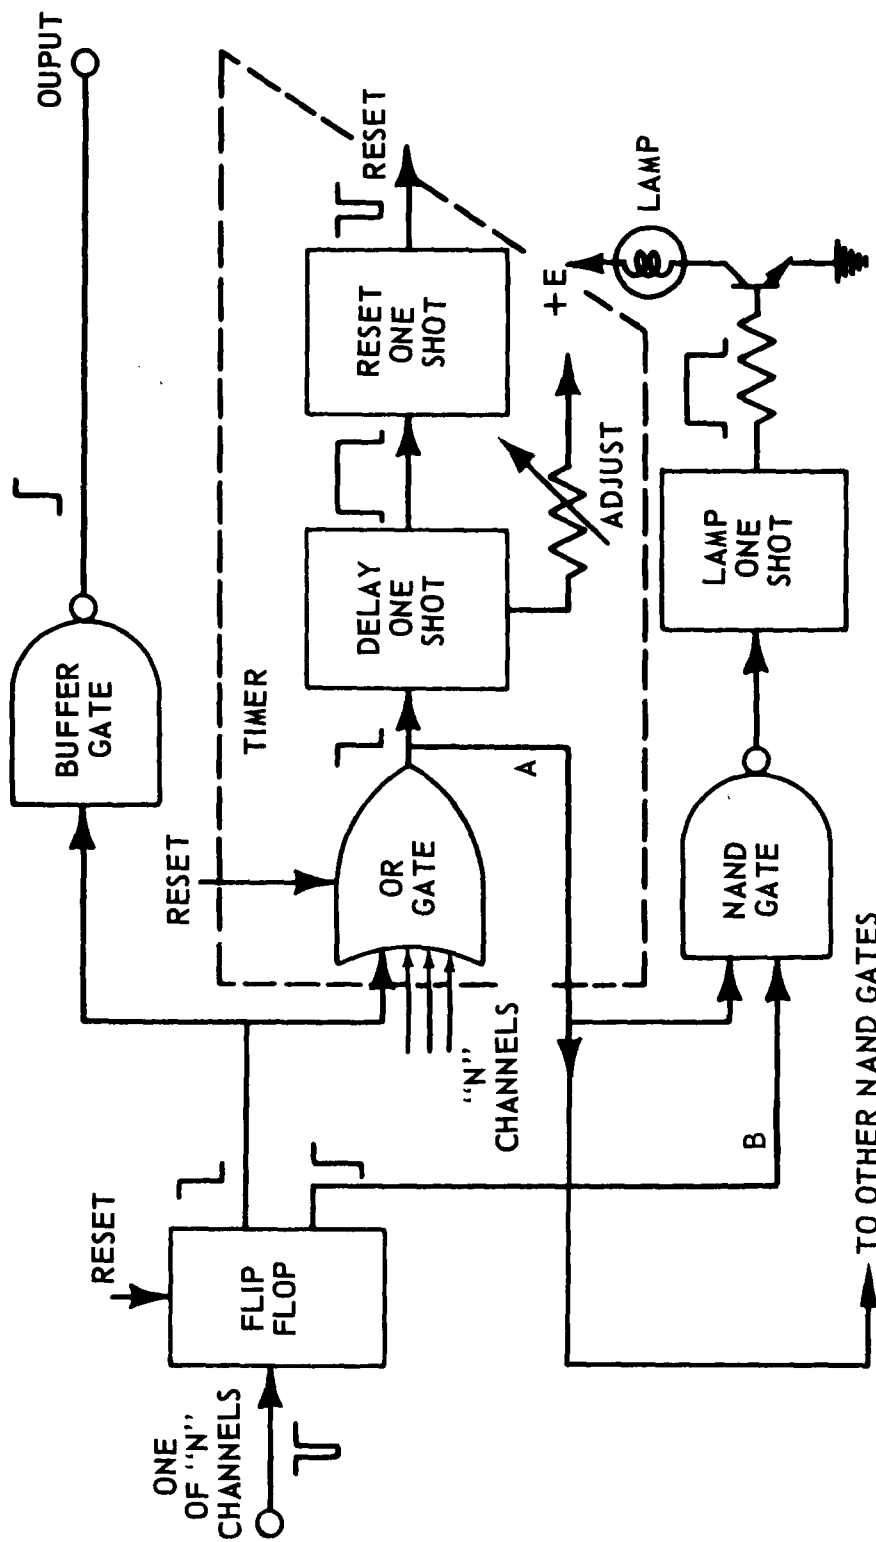 ONE
OF "N"
CHANNELS
RESET
FLIP
FLOP
BUFFER
GATE
OUPUT
"N"
CHANNELS
RESET
OR
GATE
TIMER
A
DELAY
ONE
SHOT
ADJUST
RESET
ONE
SHOT
RESET
+E
B
NAND
GATE
LAMP
ONE
SHOT
LAMP
TO OTHER NAND GATES